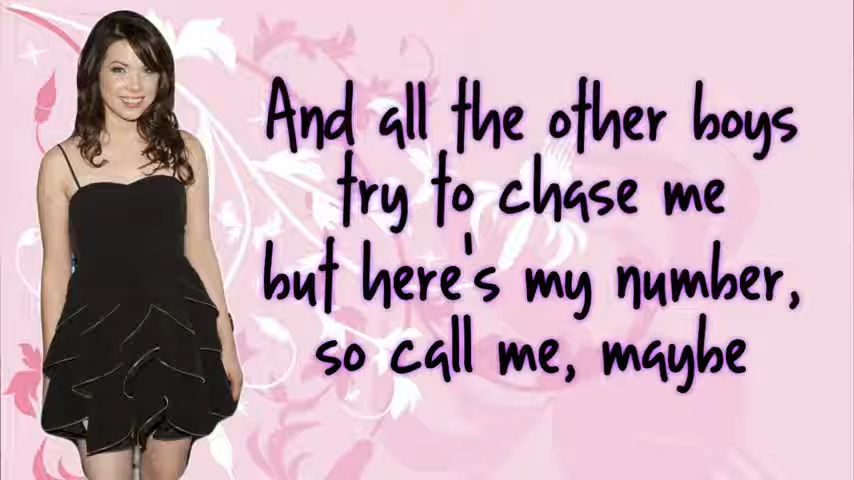 And all the other boys
try to chase me
but here's my number,
so call me, maybe